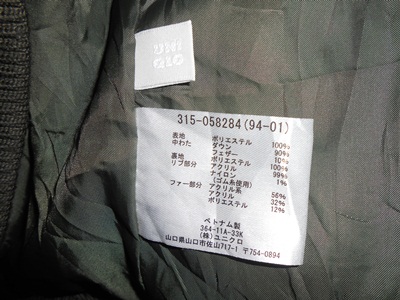 UNI
QLO
315-058284(94-01)
表地 ポリエステル 100%
中わた ダウン 90%
フェザー 10%
裏地 ポリエステル 100%
リブ部分 アクリル 99%
ナイロン 1%
(ゴム糸使用)
ファー部分 アクリル系 56%
アクリル 32%
ポリエステル 12%
ベトナム製
364-11A-33K
(株)ユニクロ
山口県山口市佐山717-1 〒754-0894